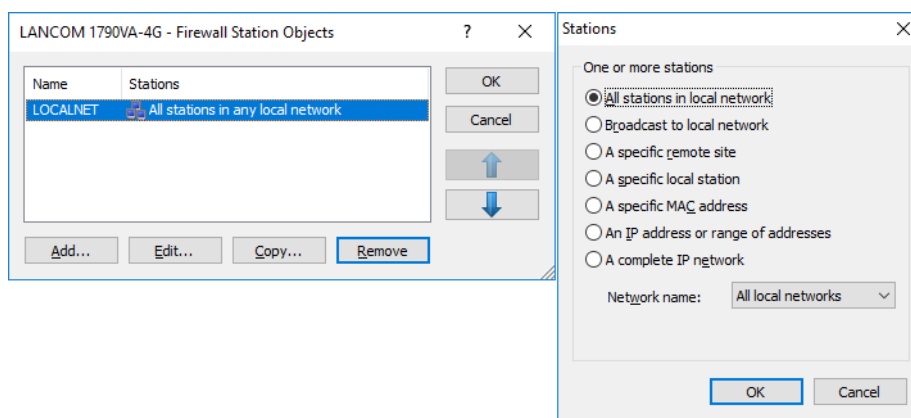 LANCOM 1790VA-4G - Firewall Station Objects
?
Name Stations
LOCALNET All stations in any local network
OK
Cancel
Add... Edit... Copy... Remove
Stations
One or more stations
All stations in local network
Broadcast to local network
A specific remote site
A specific local station
A specific MAC address
An IP address or range of addresses
A complete IP network
Network name: All local networks
OK Cancel